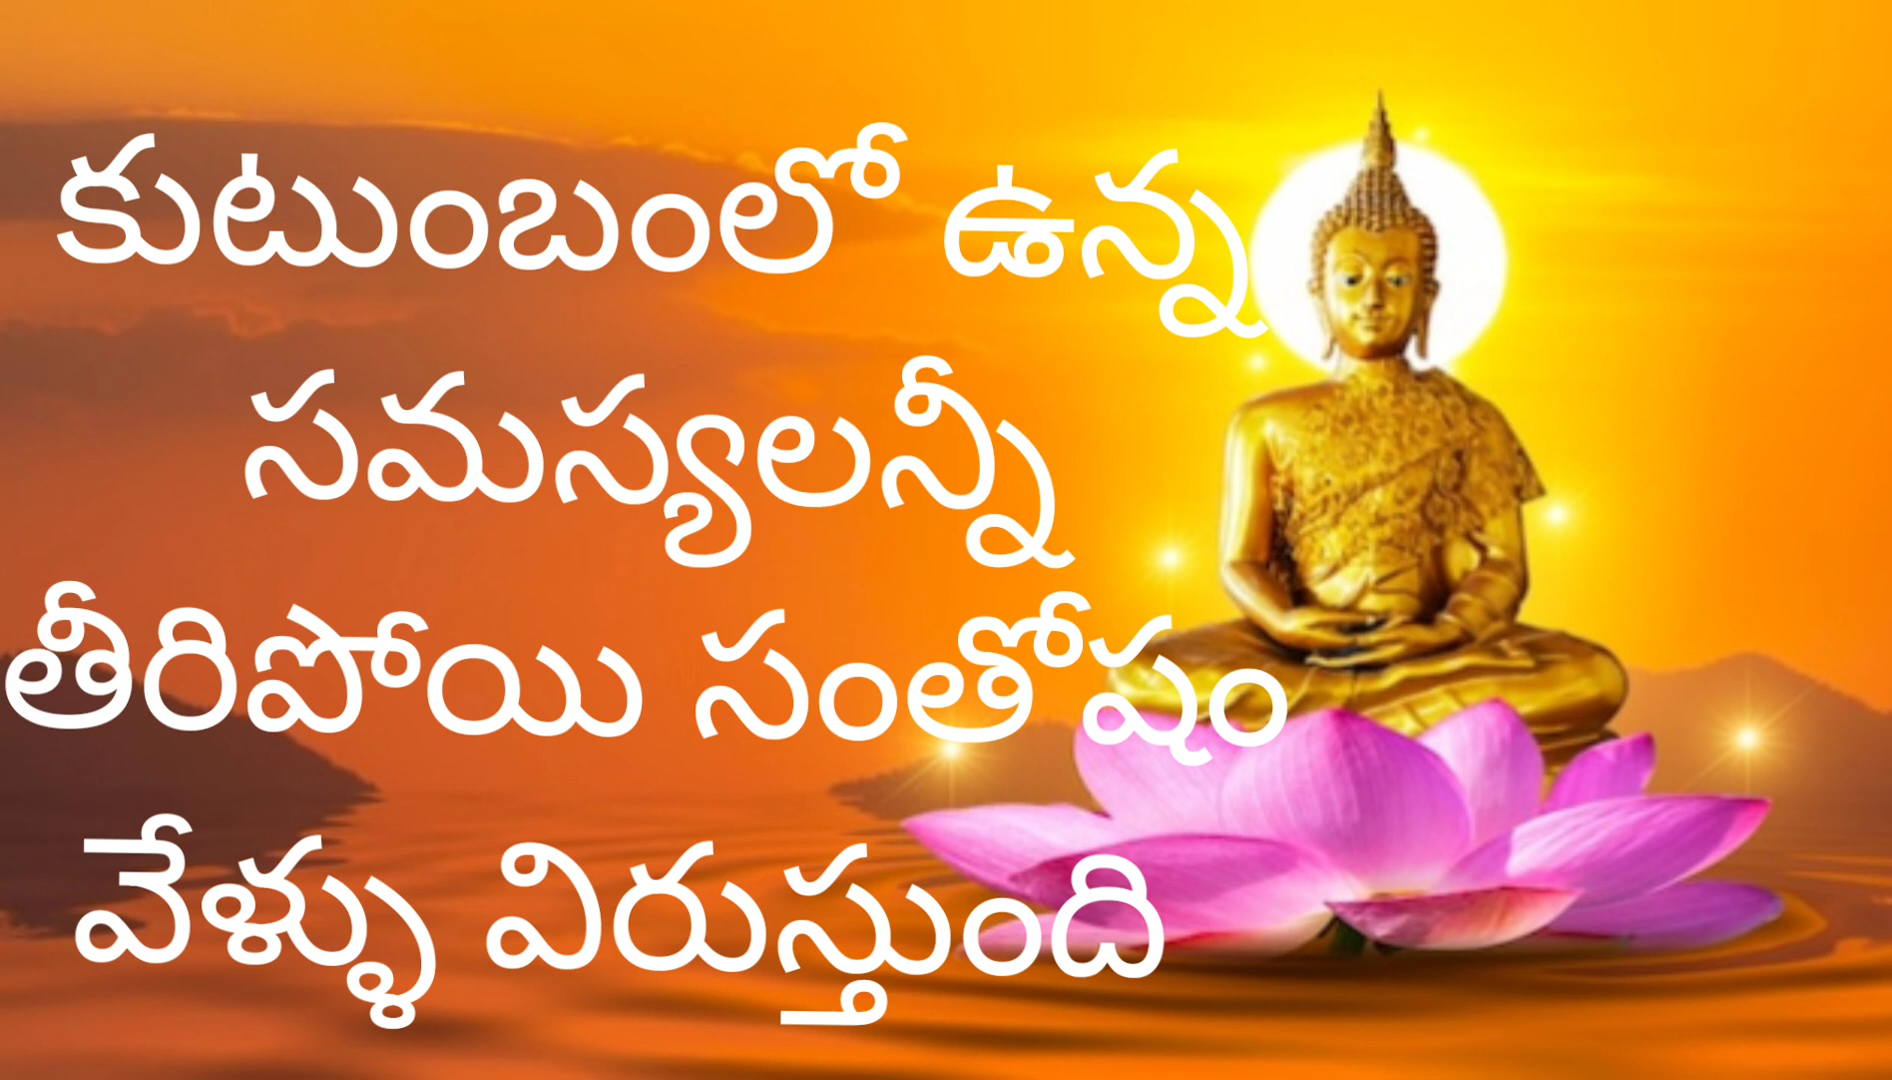 కుటుంబంలో ఉన్న
సమస్యలన్నీ
తీరిపోయి సంతోషం
వేళ్ళు విరుస్తుంది